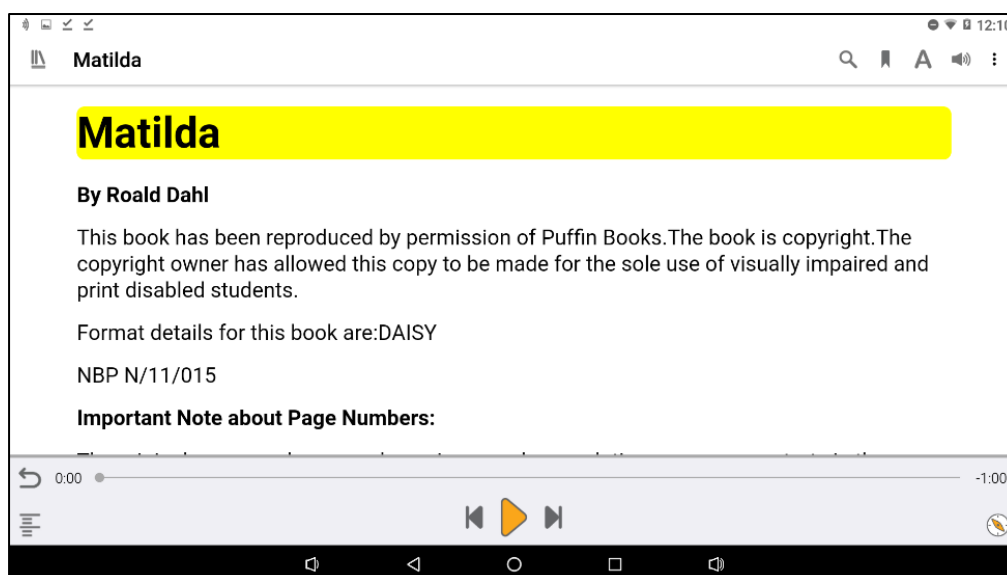 12:10
Matilda
A
Matilda
By Roald Dahl
This book has been reproduced by permission of Puffin Books.The book is copyright.The
copyright owner has allowed this copy to be made for the sole use of visually impaired and
print disabled students.
Format details for this book are:DAISY
NBP N/11/015
Important Note about Page Numbers:
0:00
-1:00